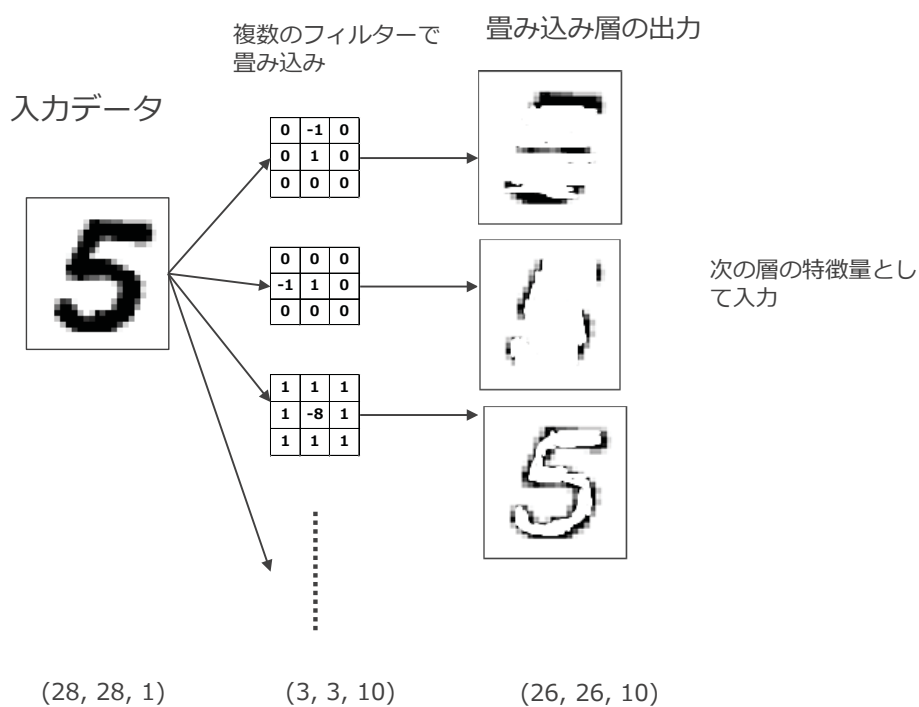 入力データ
複数のフィルターで
畳み込み
畳み込み層の出力
0 -1 0
0 1 0
0 0 0
0 0 0
-1 1 0
0 0 0
1 1 1
1 -8 1
1 1 1
5
5
次の層の特徴量とし
て入力
(28, 28, 1)
(3, 3, 10)
(26, 26, 10)